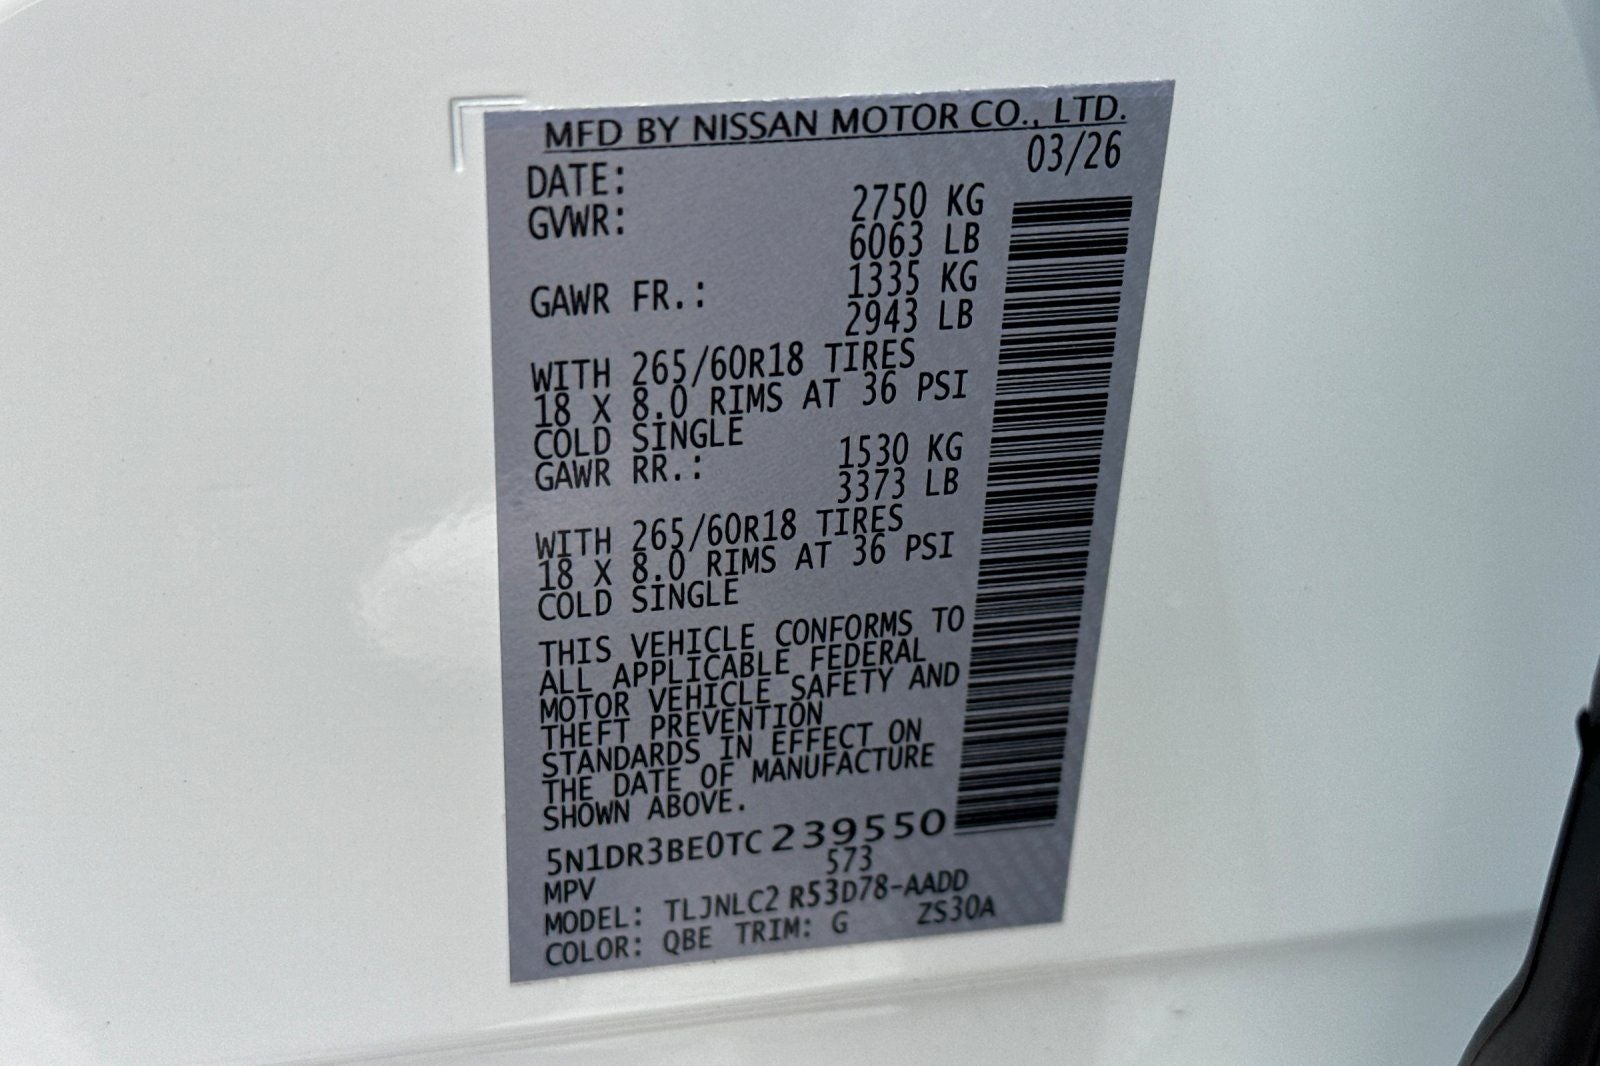 MFD BY NISSAN MOTOR CO., LTD.
DATE: 03/26
GVWR: 2750 KG
6063 LB
GAWR FR.: 1335 KG
2943 LB
WITH 265/60R18 TIRES
18 X 8.0 RIMS AT 36 PSI
COLD SINGLE
GAWR RR.: 1530 KG
3373 LB
WITH 265/60R18 TIRES
18 X 8.0 RIMS AT 36 PSI
COLD SINGLE
THIS VEHICLE CONFORMS TO
ALL APPLICABLE FEDERAL
MOTOR VEHICLE SAFETY AND
THEFT PREVENTION
STANDARDS IN EFFECT ON
THE DATE OF MANUFACTURE
SHOWN ABOVE.
5N1DR3BE0TC239550
MPV 573
MODEL: TLJNLC2 R53D78-AADD
COLOR: QBE TRIM: G ZS30A